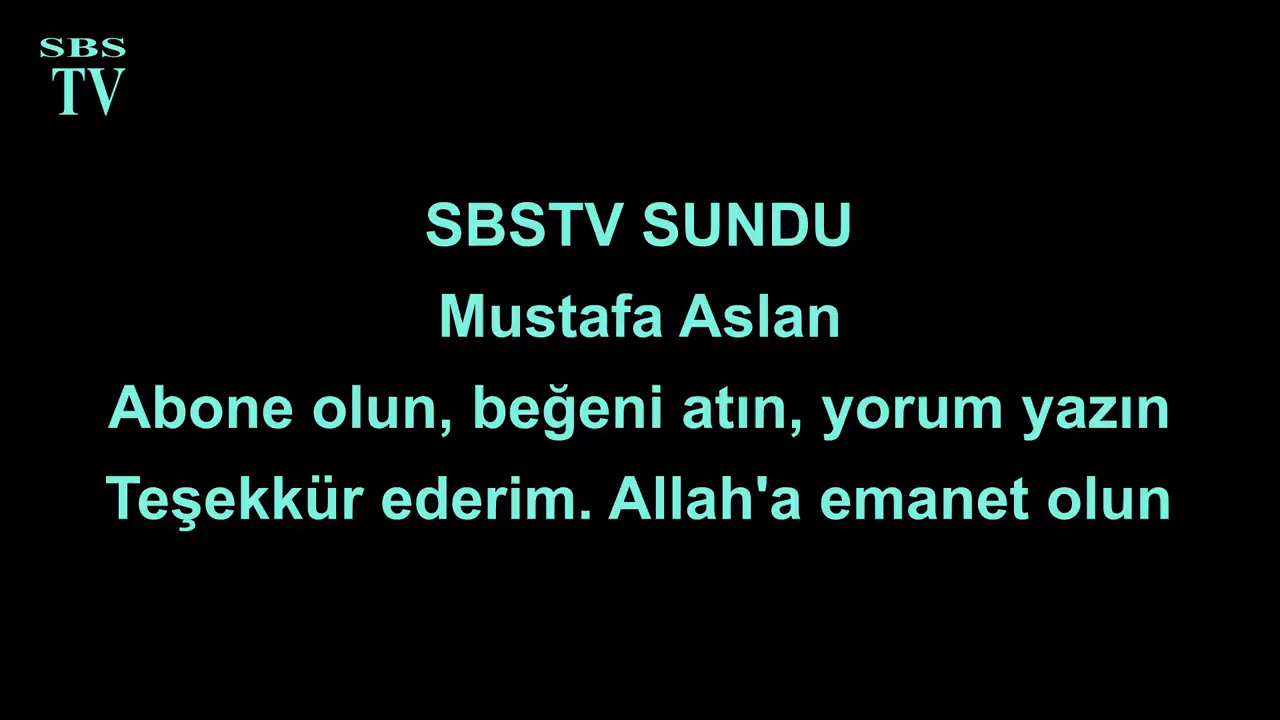 SBS
TV
SBSTV SUNDU
Mustafa Aslan
Abone olun, beğeni atın, yorum yazın
Teşekkür ederim. Allah'a emanet olun